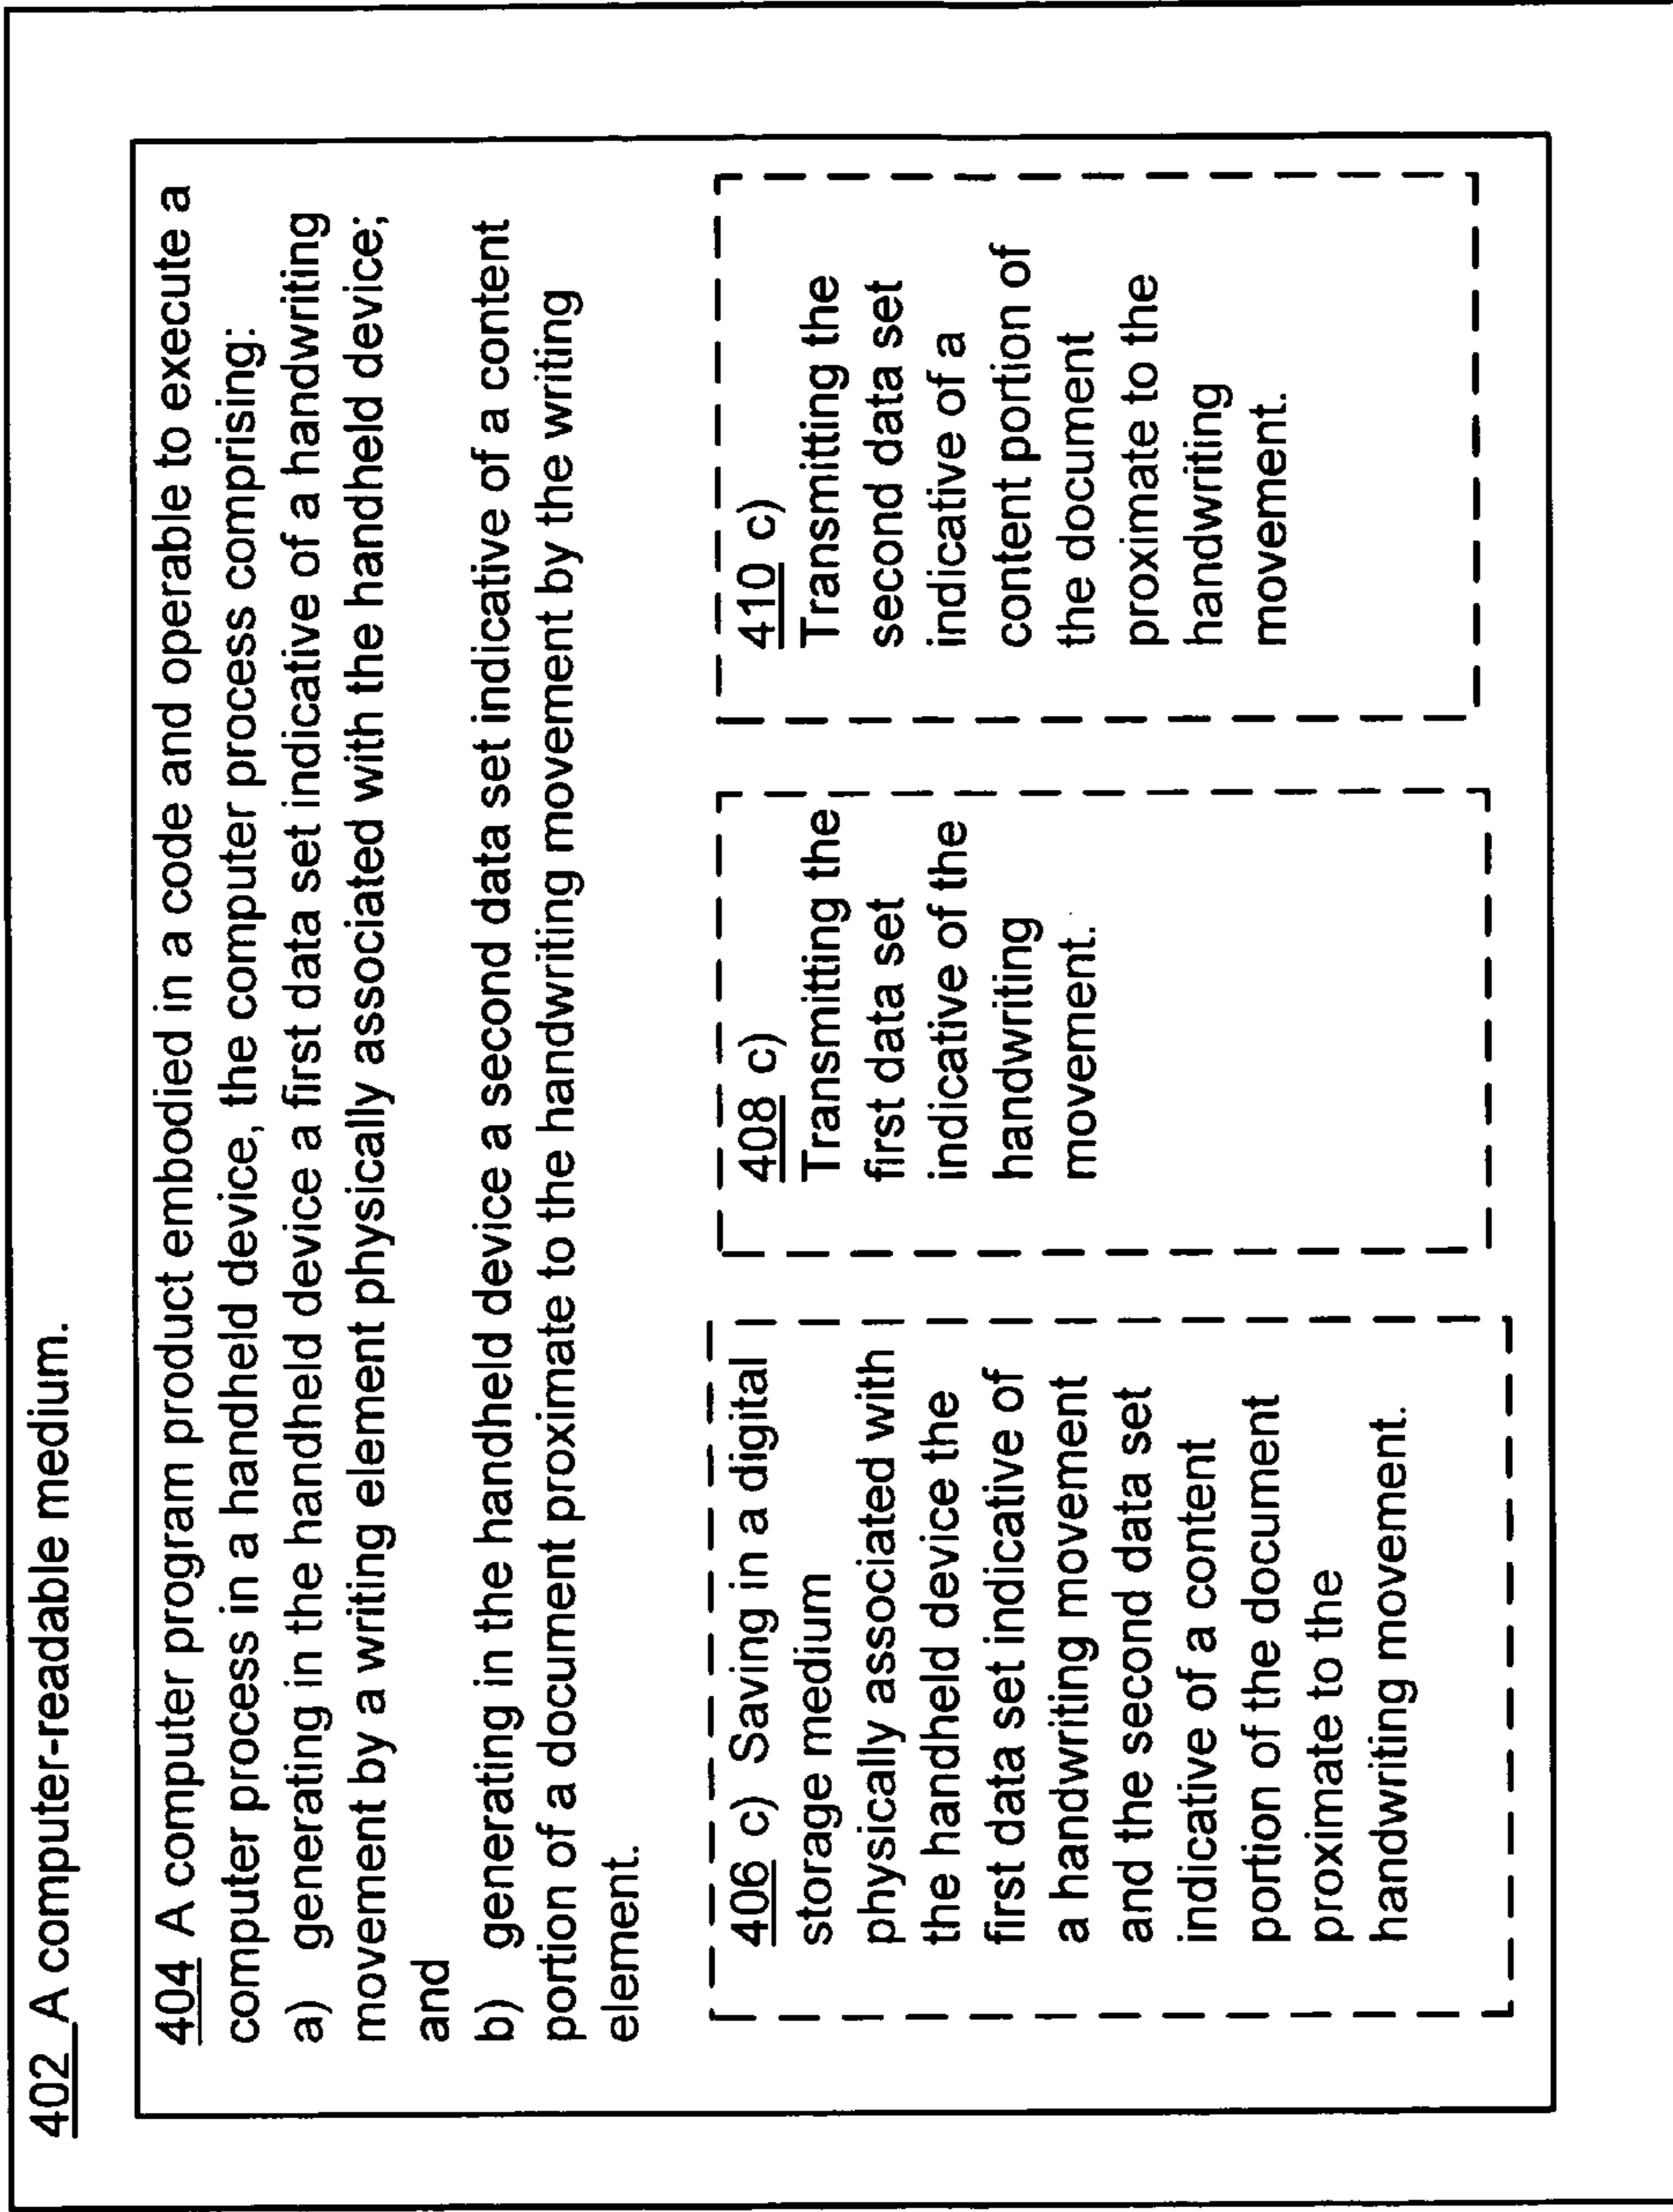 402 A computer-readable medium.
404 A computer program product embodied in a code and operable to execute a
computer process in a handheld device, the computer process comprising:
a) generating in the handheld device a first data set indicative of a handwriting
movement by a writing element physically associated with the handheld device;
and
b) generating in the handheld device a second data set indicative of a content
portion of a document proximate to the handwriting movement by the writing
element.
406 c) Saving in a digital
storage medium
physically associated with
the handheld device the
first data set indicative of
a handwriting movement
and the second data set
indicative of a content
portion of the document
proximate to the
handwriting movement.
408 c)
Transmitting the
first data set
indicative of the
handwriting
movement.
410 c)
Transmitting the
second data set
indicative of a
content portion of
the document
proximate to the
handwriting
movement.